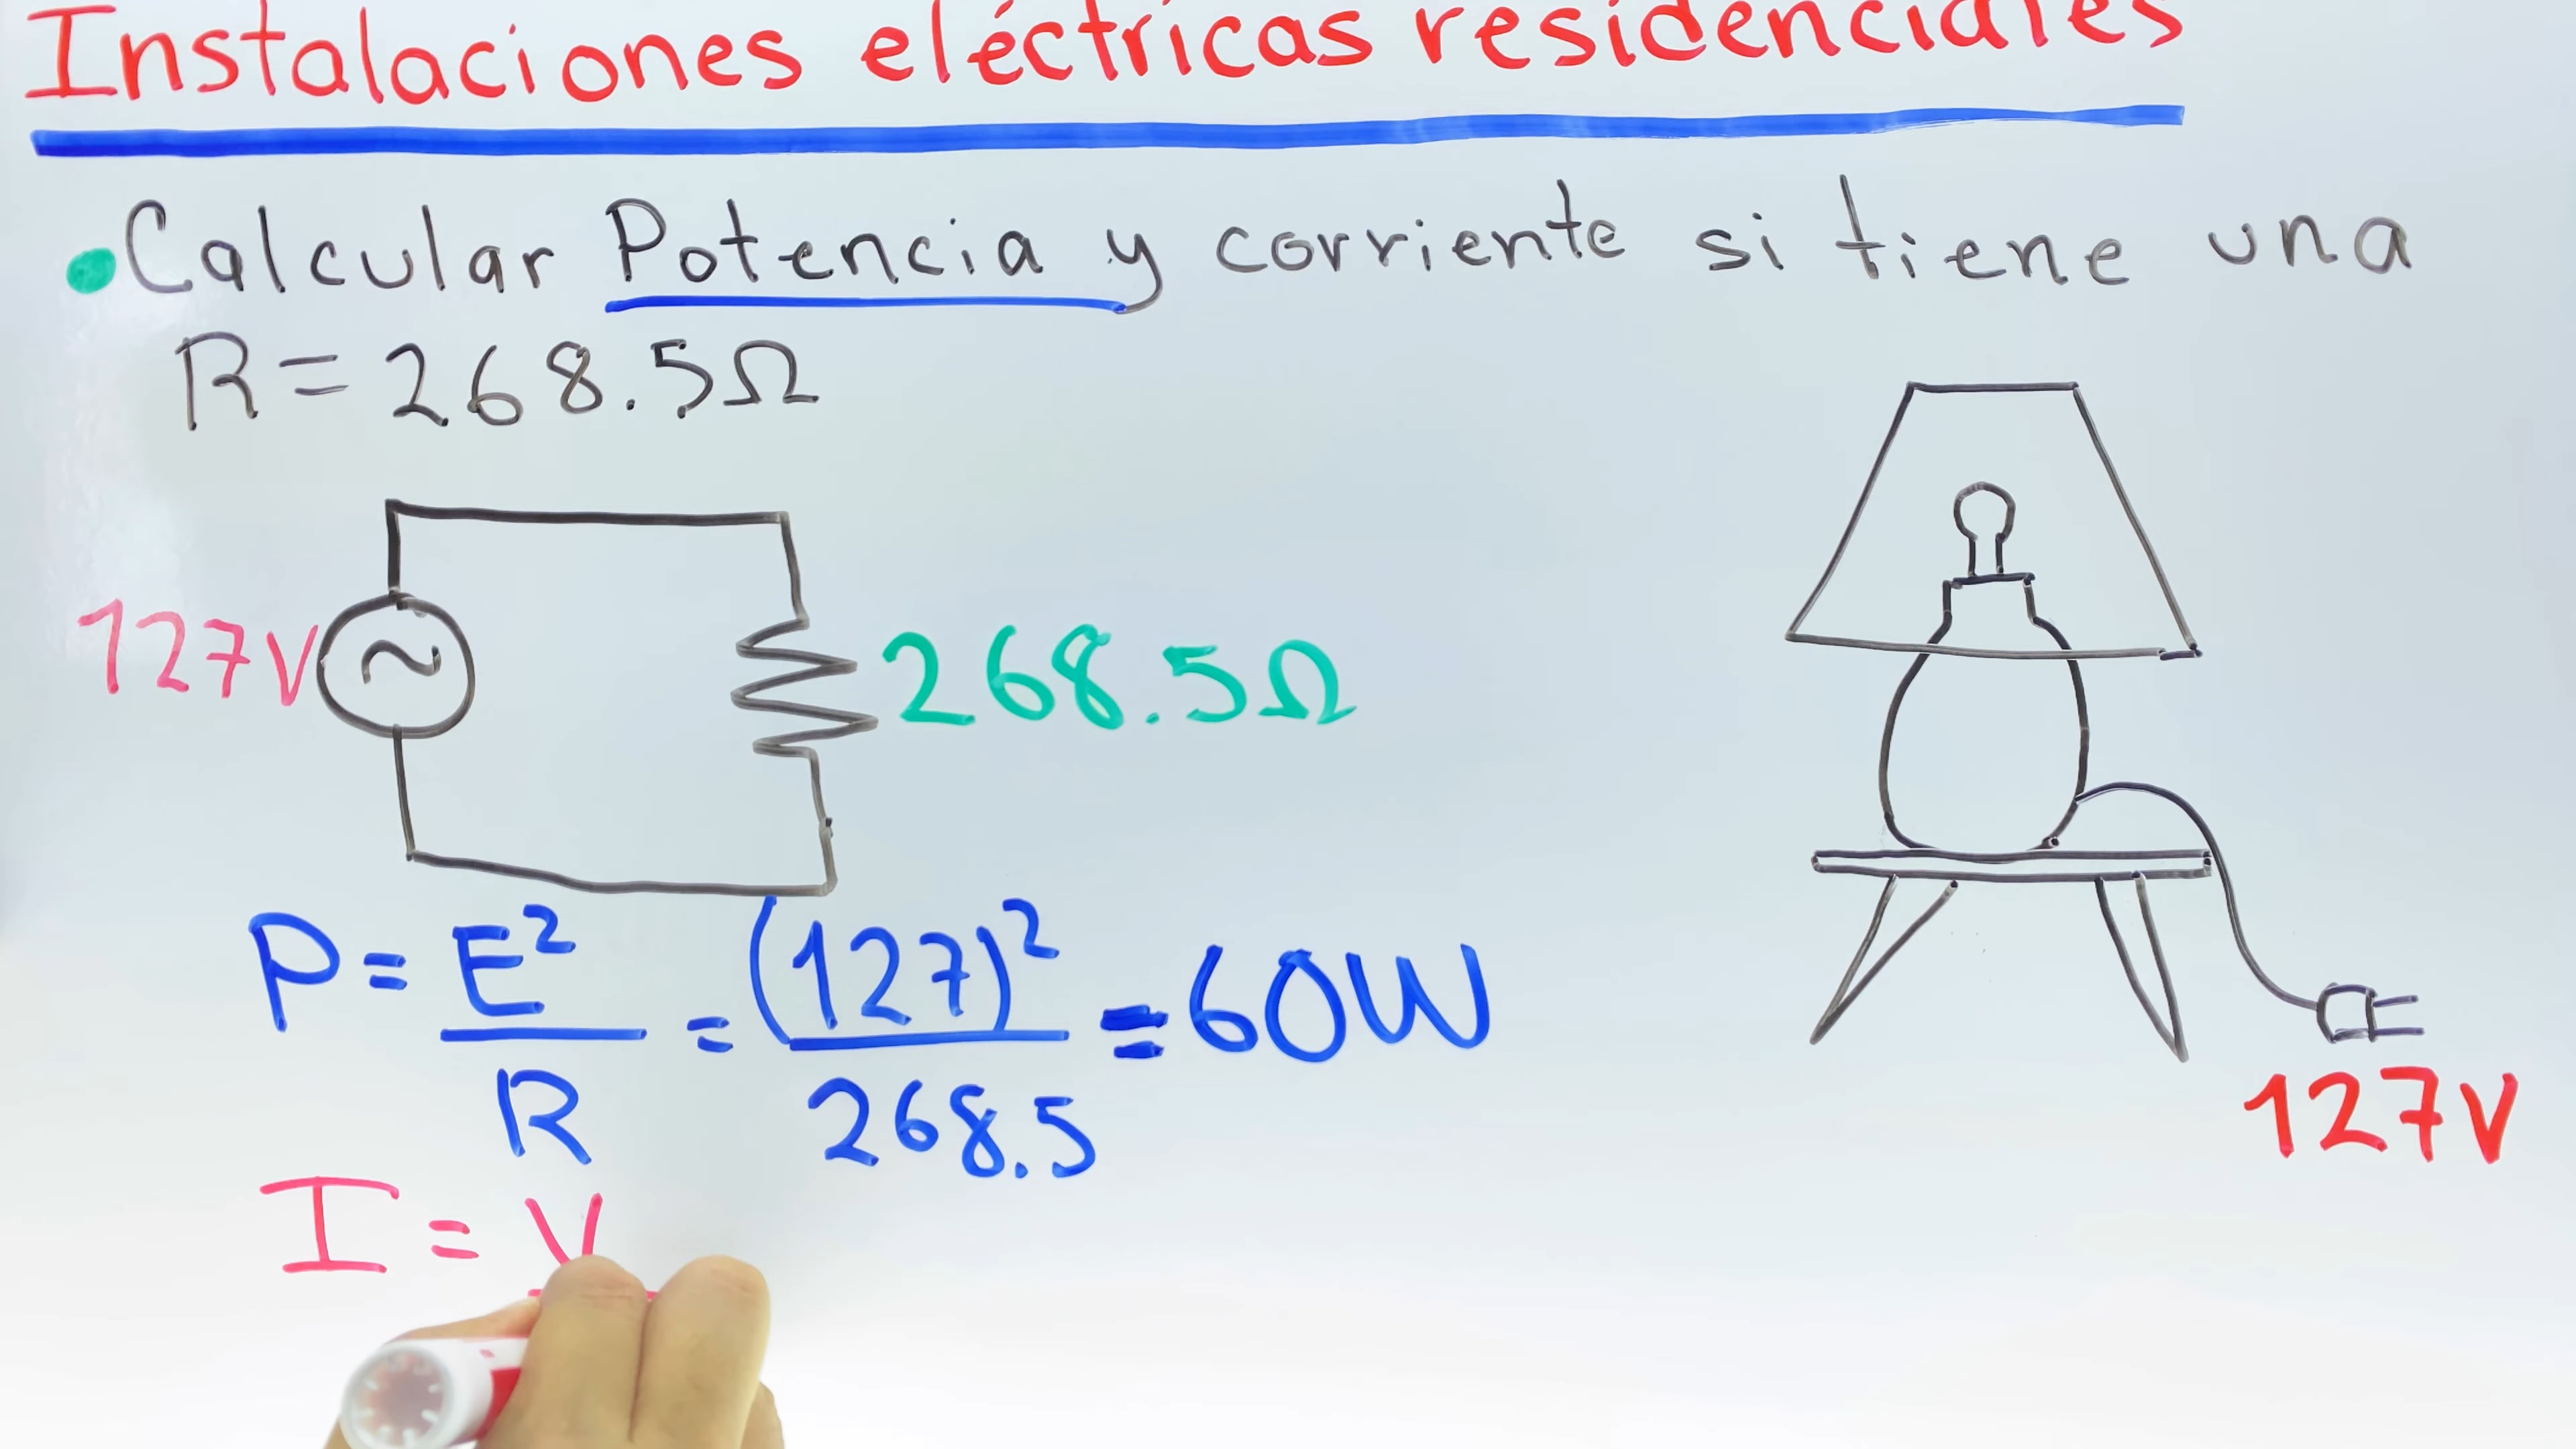 Instalaciones eléctricas residenciales
Calcular Potencia y corriente si tiene una
R=268.5Ω
127V
268.5Ω
P = E² / R = (127)² / 268.5 = 60W
I = V
127V